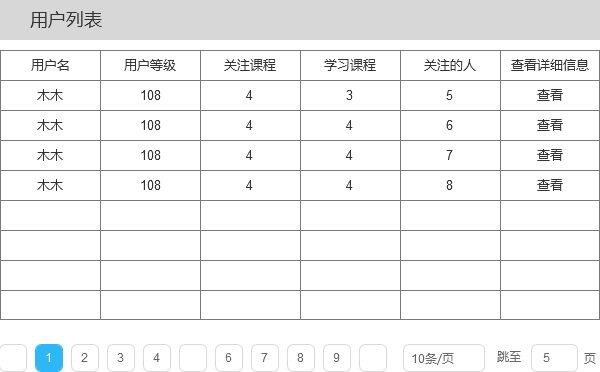 用户列表
用户名 用户等级 关注课程 学习课程 关注的人 查看详细信息
木木 108 4 3 5 查看
木木 108 4 4 6 查看
木木 108 4 4 7 查看
木木 108 4 4 8 查看
1 2 3 4 6 7 8 9 10条/页 跳至 5 页